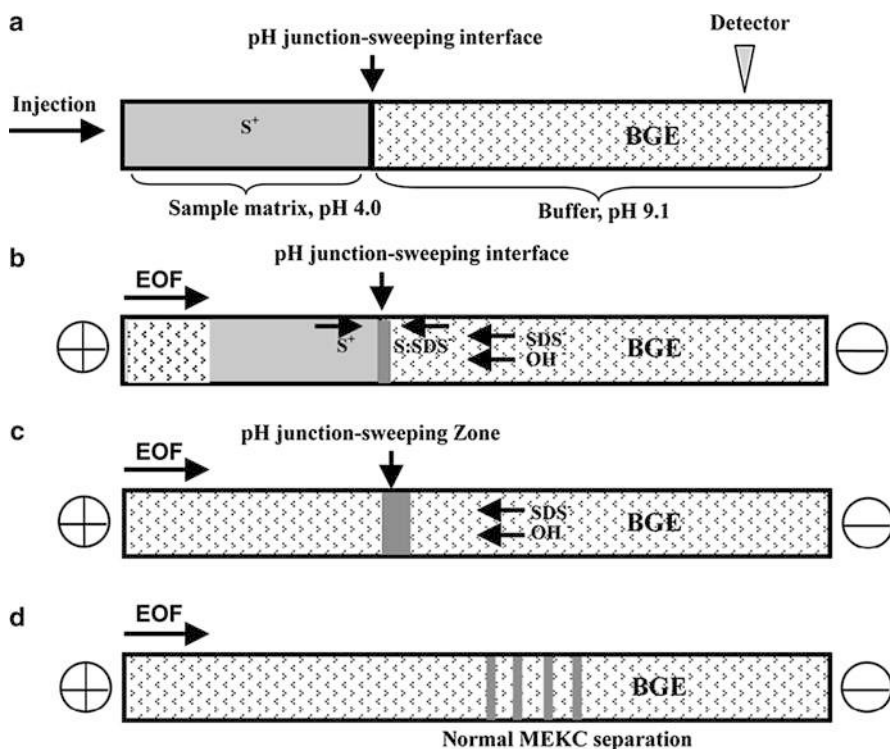 a
pH junction-sweeping interface
Detector
Injection
S⁺
BGE
Sample matrix, pH 4.0
Buffer, pH 9.1
b
pH junction-sweeping interface
EOF
S⁺
S:SDS⁻
SDS⁻
OH⁻
BGE
c
pH junction-sweeping Zone
EOF
SDS⁻
OH⁻
BGE
d
EOF
BGE
Normal MEKC separation